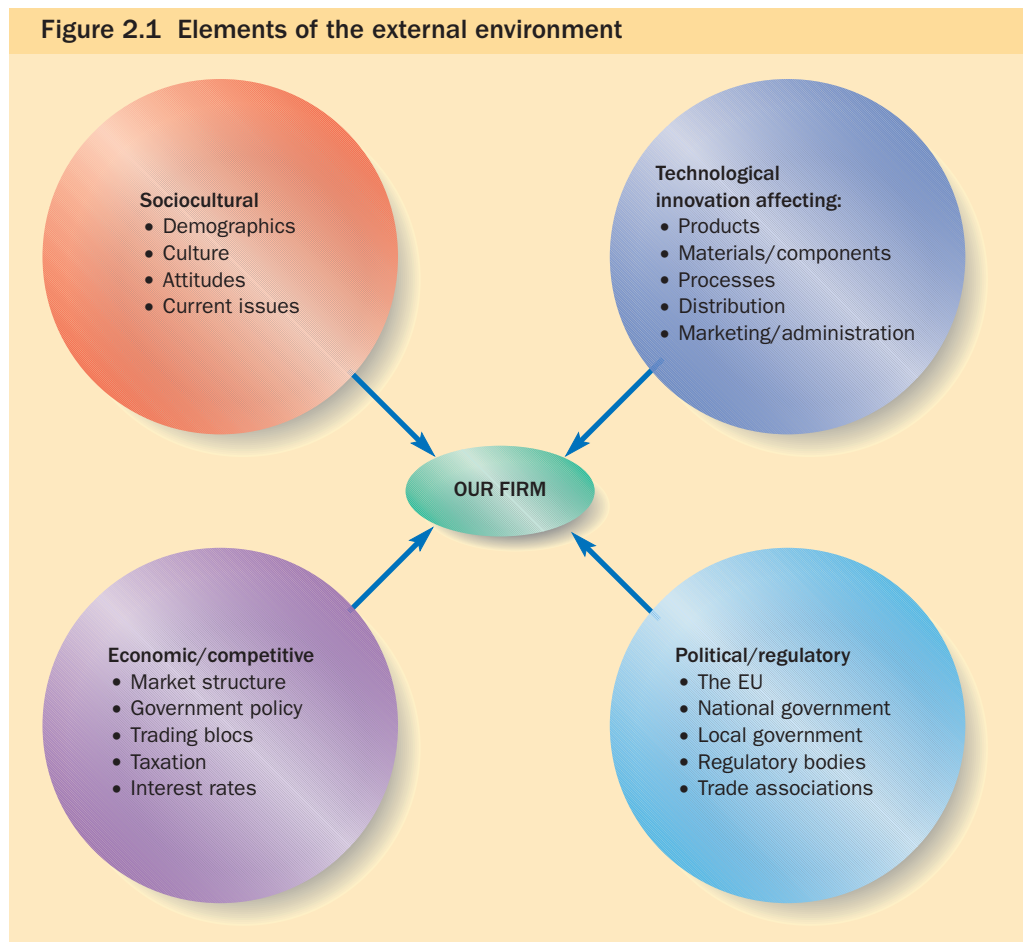 Figure 2.1 Elements of the external environment
Sociocultural
• Demographics
• Culture
• Attitudes
• Current issues
Technological
innovation affecting:
• Products
• Materials/components
• Processes
• Distribution
• Marketing/administration
OUR FIRM
Economic/competitive
• Market structure
• Government policy
• Trading blocs
• Taxation
• Interest rates
Political/regulatory
• The EU
• National government
• Local government
• Regulatory bodies
• Trade associations